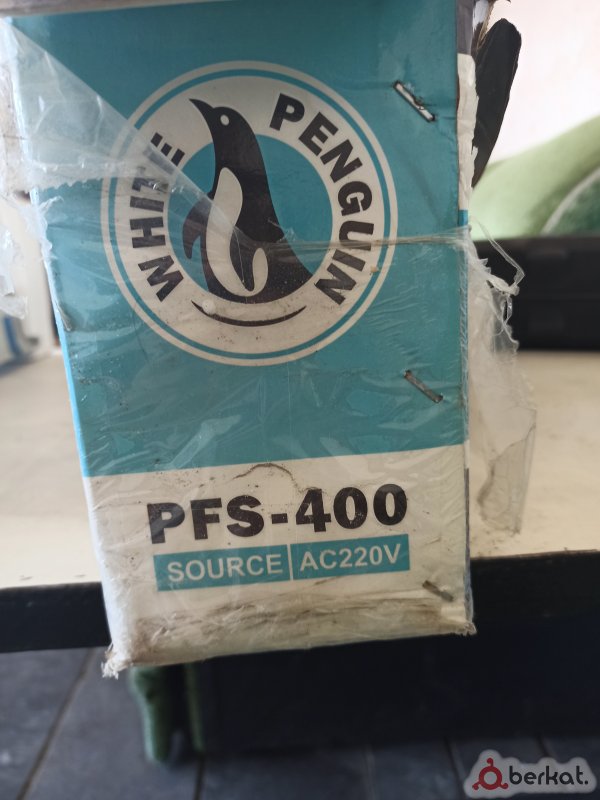 WHITE PENGUIN
PFS-400
SOURCE AC220V
berkat.